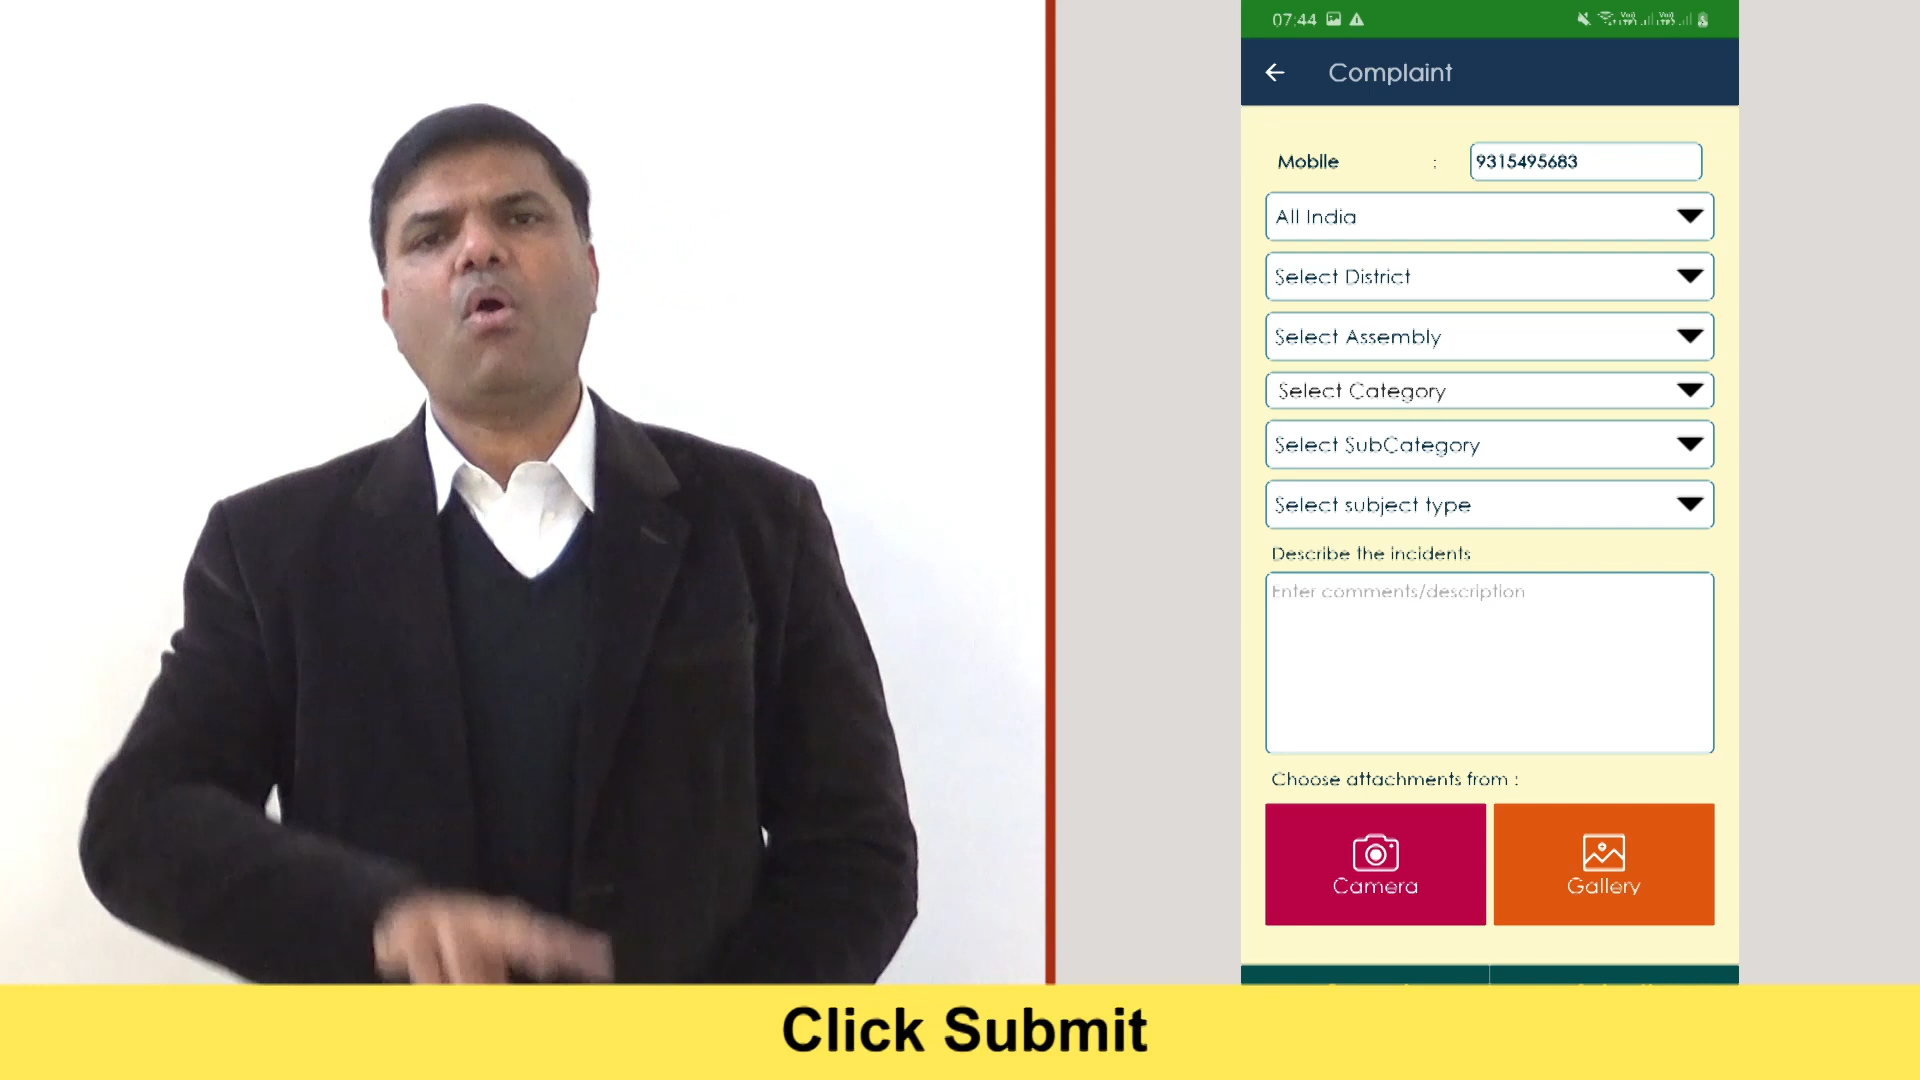 07:44
Complaint
Mobile : 9315495683
All India
Select District
Select Assembly
Select Category
Select SubCategory
Select subject type
Describe the incidents
Enter comments/description
Choose attachments from :
Camera
Gallery
Click Submit